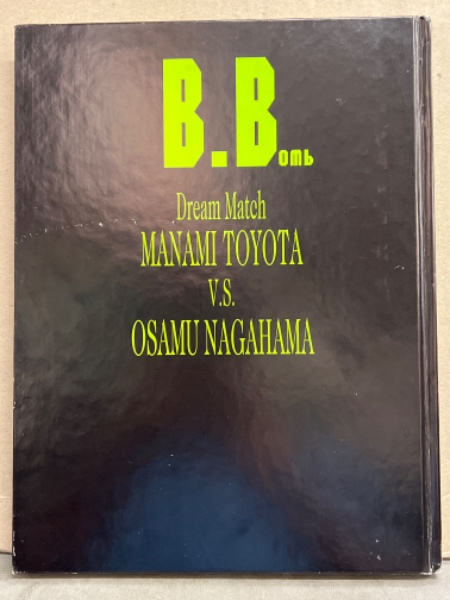 B.Bomb
Dream Match
MANAMI TOYOTA
V.S.
OSAMU NAGAHAMA